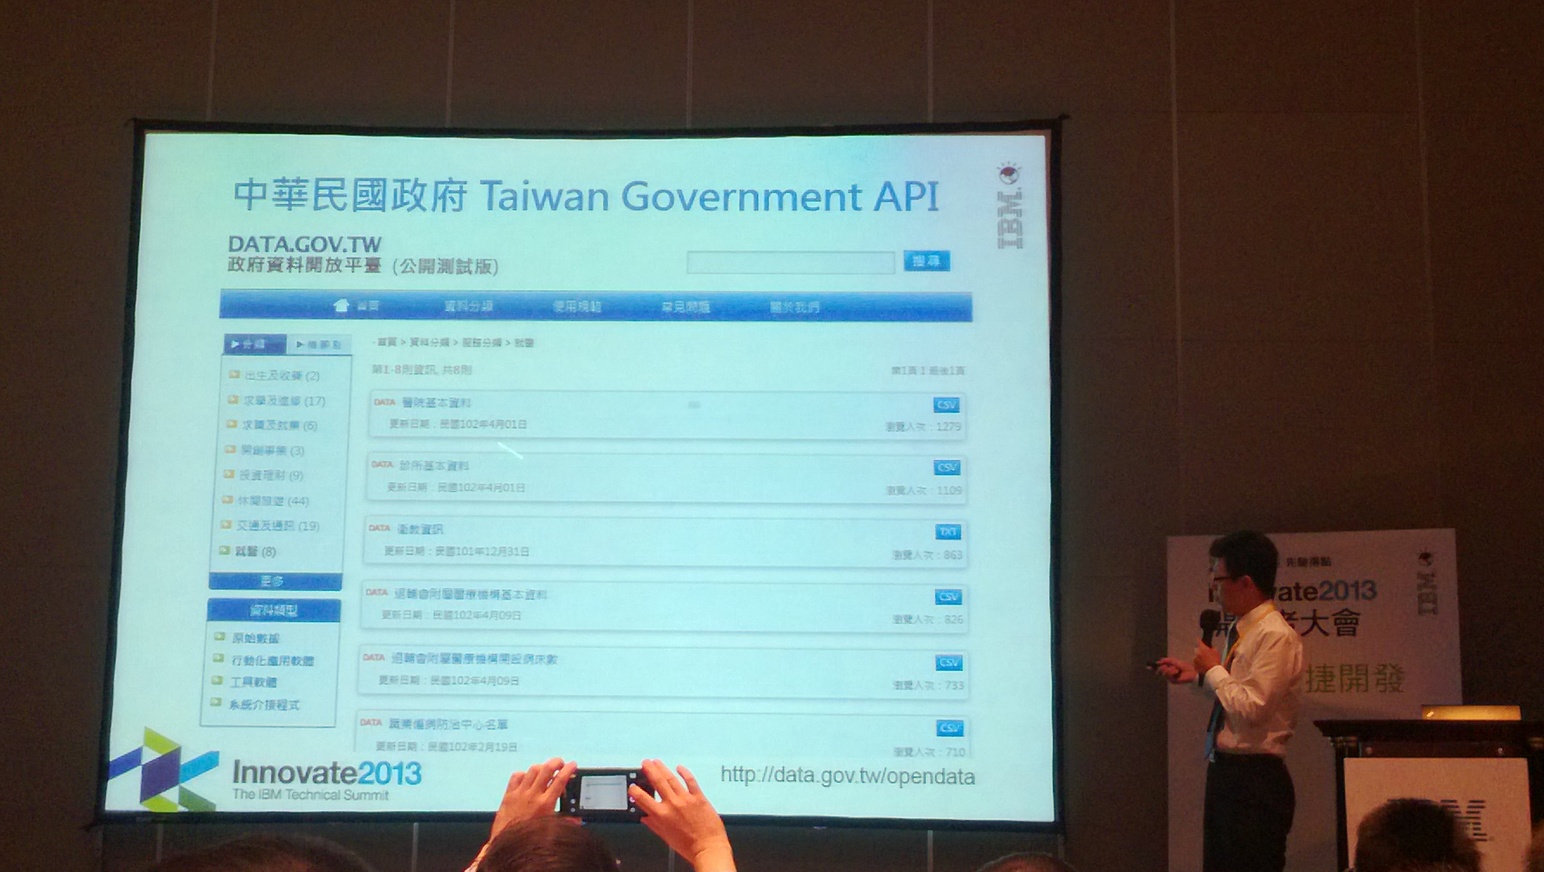 中華民國政府 Taiwan Government API
IBM
DATA.GOV.TW
政府資料開放平臺 (公開測試版)
搜尋
首頁 資料分類 使用規範 常見問題 關於我們
分類 機關別
首頁 > 資料分類 > 服務分類 > 就醫
第1-8則資訊, 共8則
出生及收養 (2)
求學及進修 (17)
求職及就業 (6)
開創事業 (3)
投資理財 (9)
休閒旅遊 (44)
交通及通訊 (19)
就醫 (8)
更多
資料類型
原始數據
行動化應用軟體
工具軟體
系統介接程式
DATA 醫院基本資料 CSV
更新日期：民國102年4月01日 瀏覽人次：1279
DATA 診所基本資料 CSV
更新日期：民國102年4月01日 瀏覽人次：1109
DATA 衛教資訊 TXT
更新日期：民國101年12月31日 瀏覽人次：863
DATA 退輔會附屬醫療機構基本資料 CSV
更新日期：民國102年4月09日 瀏覽人次：826
DATA 退輔會附屬醫療機構開設病床數 CSV
更新日期：民國102年4月09日 瀏覽人次：733
DATA 職業傷病防治中心名單 CSV
更新日期：民國102年2月19日 瀏覽人次：710
Innovate2013
The IBM Technical Summit
http://data.gov.tw/opendata
vate2013
IBM
者大會
捷開發